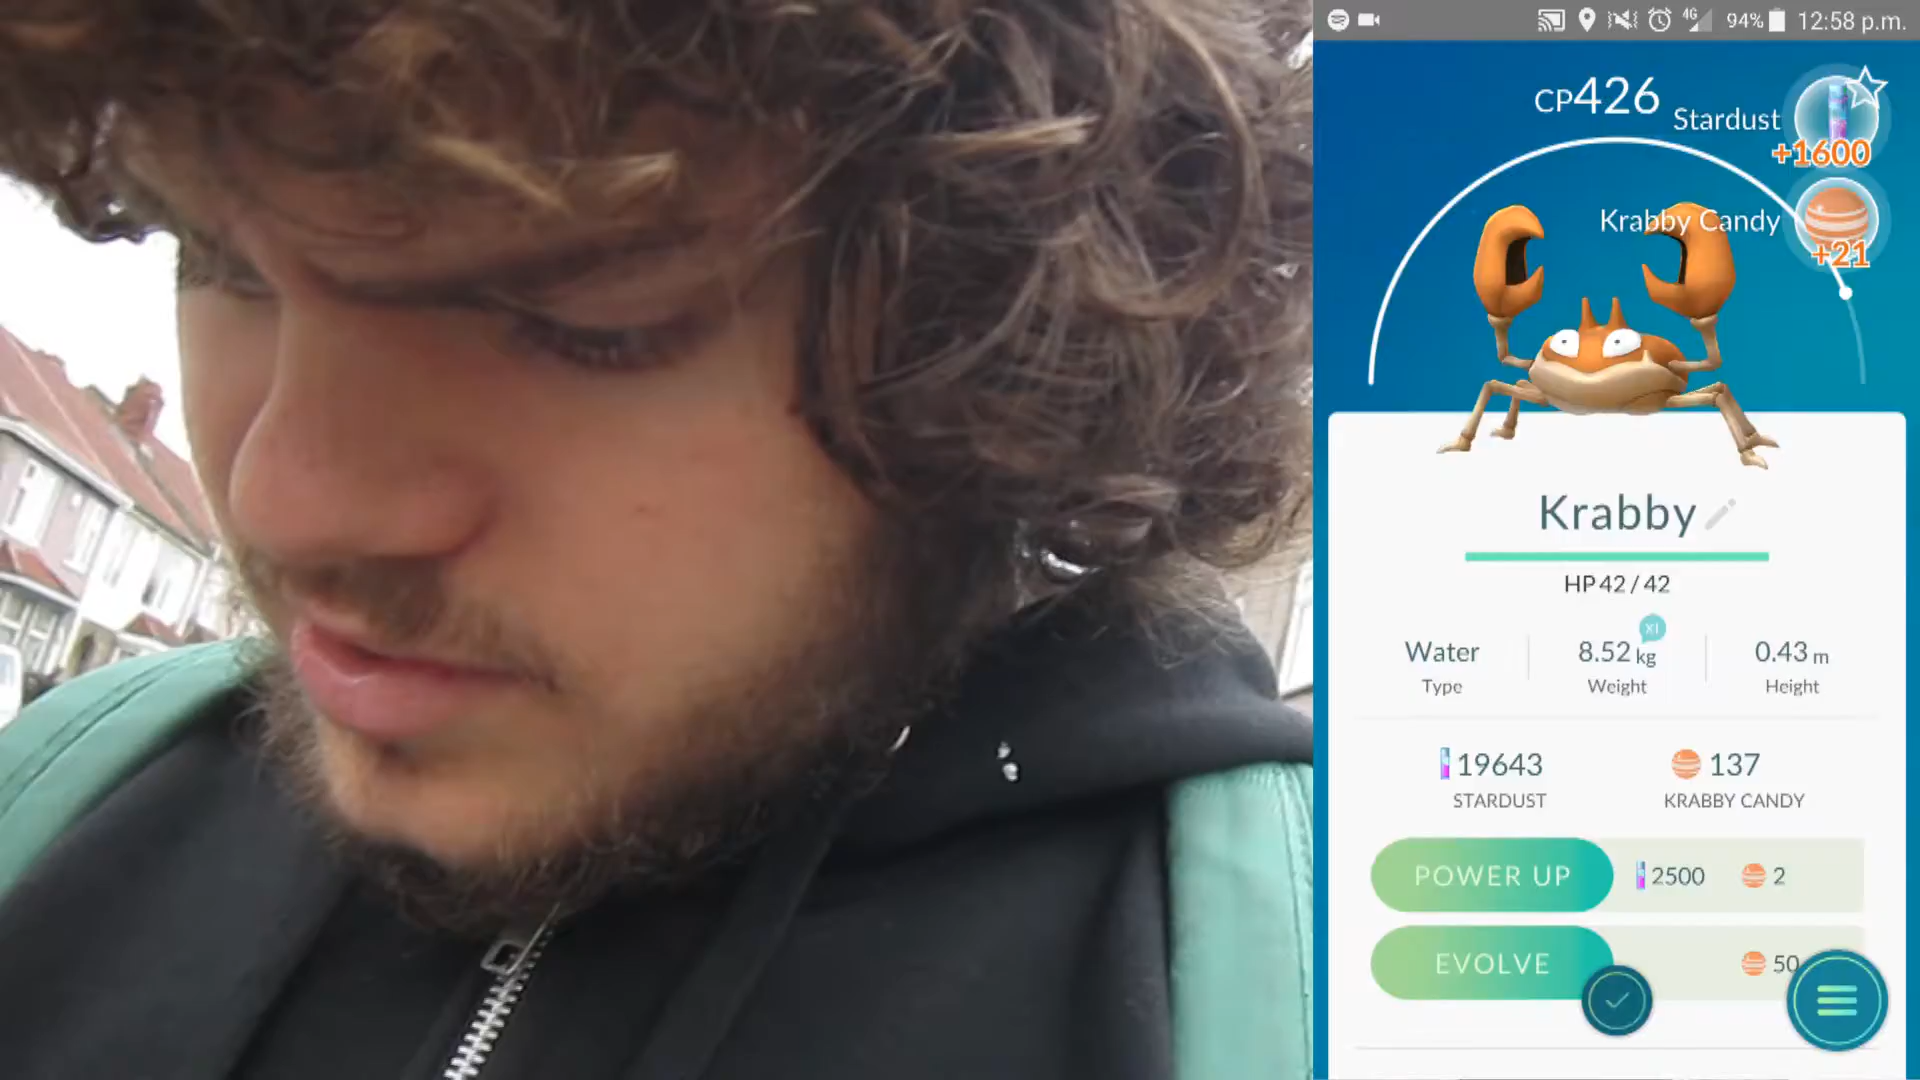 4G 94% 12:58 p.m.
CP426
Stardust
+1600
Krabby Candy
+21
Krabby
HP 42 / 42
XL
Water 8.52 kg 0.43 m
Type Weight Height
19643 137
STARDUST KRABBY CANDY
POWER UP 2500 2
EVOLVE 50